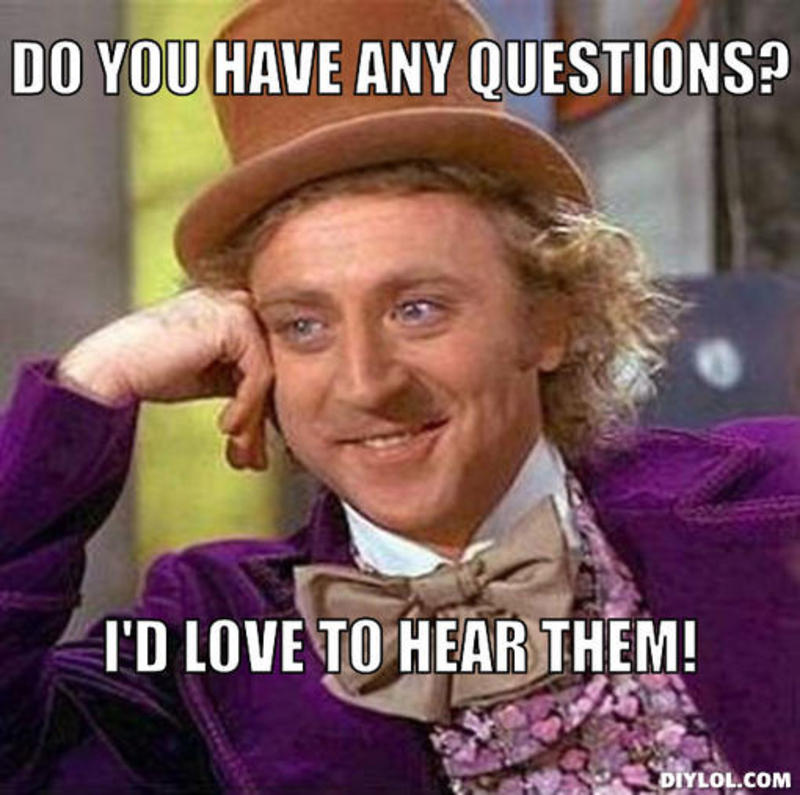 DO YOU HAVE ANY QUESTIONS?
I'D LOVE TO HEAR THEM!
DIYLOL.COM